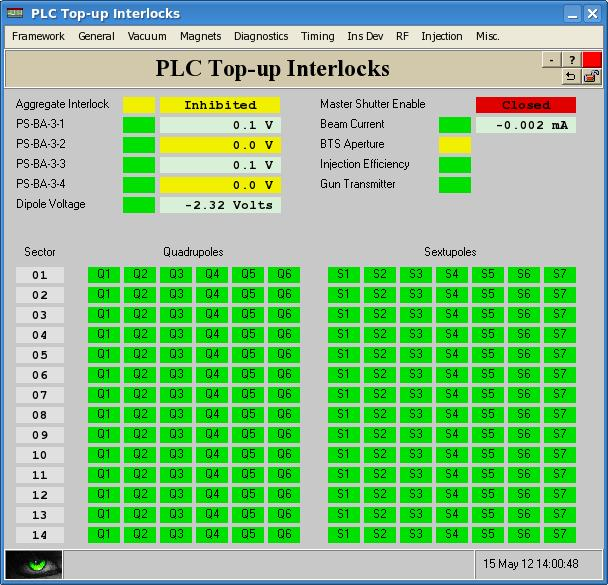 PLC Top-up Interlocks
Framework General Vacuum Magnets Diagnostics Timing Ins Dev RF Injection Misc.
PLC Top-up Interlocks - ?
Aggregate Interlock Inhibited Master Shutter Enable Closed
PS-BA-3-1 0.1 V Beam Current -0.002 mA
PS-BA-3-2 0.0 V BTS Aperture
PS-BA-3-3 0.1 V Injection Efficiency
PS-BA-3-4 0.0 V Gun Transmitter
Dipole Voltage -2.32 Volts
Sector Quadrupoles Sextupoles
01 Q1 Q2 Q3 Q4 Q5 Q6 S1 S2 S3 S4 S5 S6 S7
02 Q1 Q2 Q3 Q4 Q5 Q6 S1 S2 S3 S4 S5 S6 S7
03 Q1 Q2 Q3 Q4 Q5 Q6 S1 S2 S3 S4 S5 S6 S7
04 Q1 Q2 Q3 Q4 Q5 Q6 S1 S2 S3 S4 S5 S6 S7
05 Q1 Q2 Q3 Q4 Q5 Q6 S1 S2 S3 S4 S5 S6 S7
06 Q1 Q2 Q3 Q4 Q5 Q6 S1 S2 S3 S4 S5 S6 S7
07 Q1 Q2 Q3 Q4 Q5 Q6 S1 S2 S3 S4 S5 S6 S7
08 Q1 Q2 Q3 Q4 Q5 Q6 S1 S2 S3 S4 S5 S6 S7
09 Q1 Q2 Q3 Q4 Q5 Q6 S1 S2 S3 S4 S5 S6 S7
10 Q1 Q2 Q3 Q4 Q5 Q6 S1 S2 S3 S4 S5 S6 S7
11 Q1 Q2 Q3 Q4 Q5 Q6 S1 S2 S3 S4 S5 S6 S7
12 Q1 Q2 Q3 Q4 Q5 Q6 S1 S2 S3 S4 S5 S6 S7
13 Q1 Q2 Q3 Q4 Q5 Q6 S1 S2 S3 S4 S5 S6 S7
14 Q1 Q2 Q3 Q4 Q5 Q6 S1 S2 S3 S4 S5 S6 S7
15 May 12 14:00:48